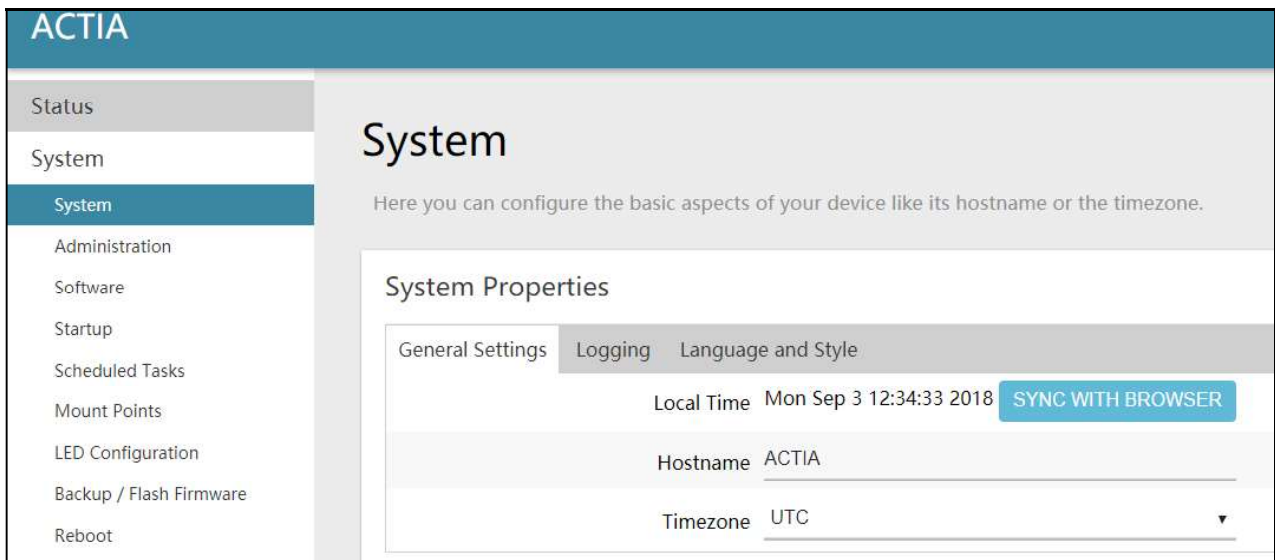 ACTIA
Status
System
System
Administration
Software
Startup
Scheduled Tasks
Mount Points
LED Configuration
Backup / Flash Firmware
Reboot
System
Here you can configure the basic aspects of your device like its hostname or the timezone.
System Properties
General Settings Logging Language and Style
Local Time Mon Sep 3 12:34:33 2018 SYNC WITH BROWSER
Hostname ACTIA
Timezone UTC